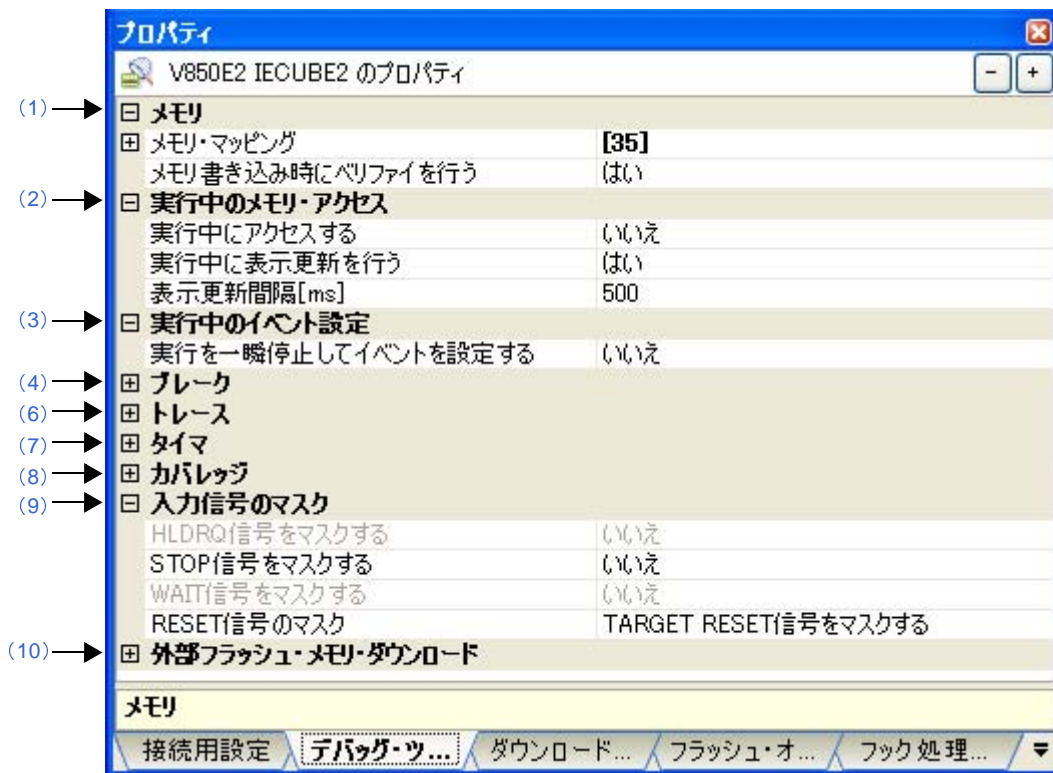 プロパティ
V850E2 IECUBE2 のプロパティ
(1) メモリ
メモリ・マッピング [35]
メモリ書き込み時にベリファイを行う はい
(2) 実行中のメモリ・アクセス
実行中にアクセスする いいえ
実行中に表示更新を行う はい
表示更新間隔[ms] 500
(3) 実行中のイベント設定
実行を一瞬停止してイベントを設定する いいえ
(4) ブレーク
(6) トレース
(7) タイマ
(8) カバレッジ
(9) 入力信号のマスク
HLDRQ信号をマスクする いいえ
STOP信号をマスクする いいえ
WAIT信号をマスクする いいえ
RESET信号のマスク TARGET RESET信号をマスクする
(10) 外部フラッシュ・メモリ・ダウンロード
メモリ
接続用設定 デバッグ・ツ... ダウンロード... フラッシュ・オ... フック処理...